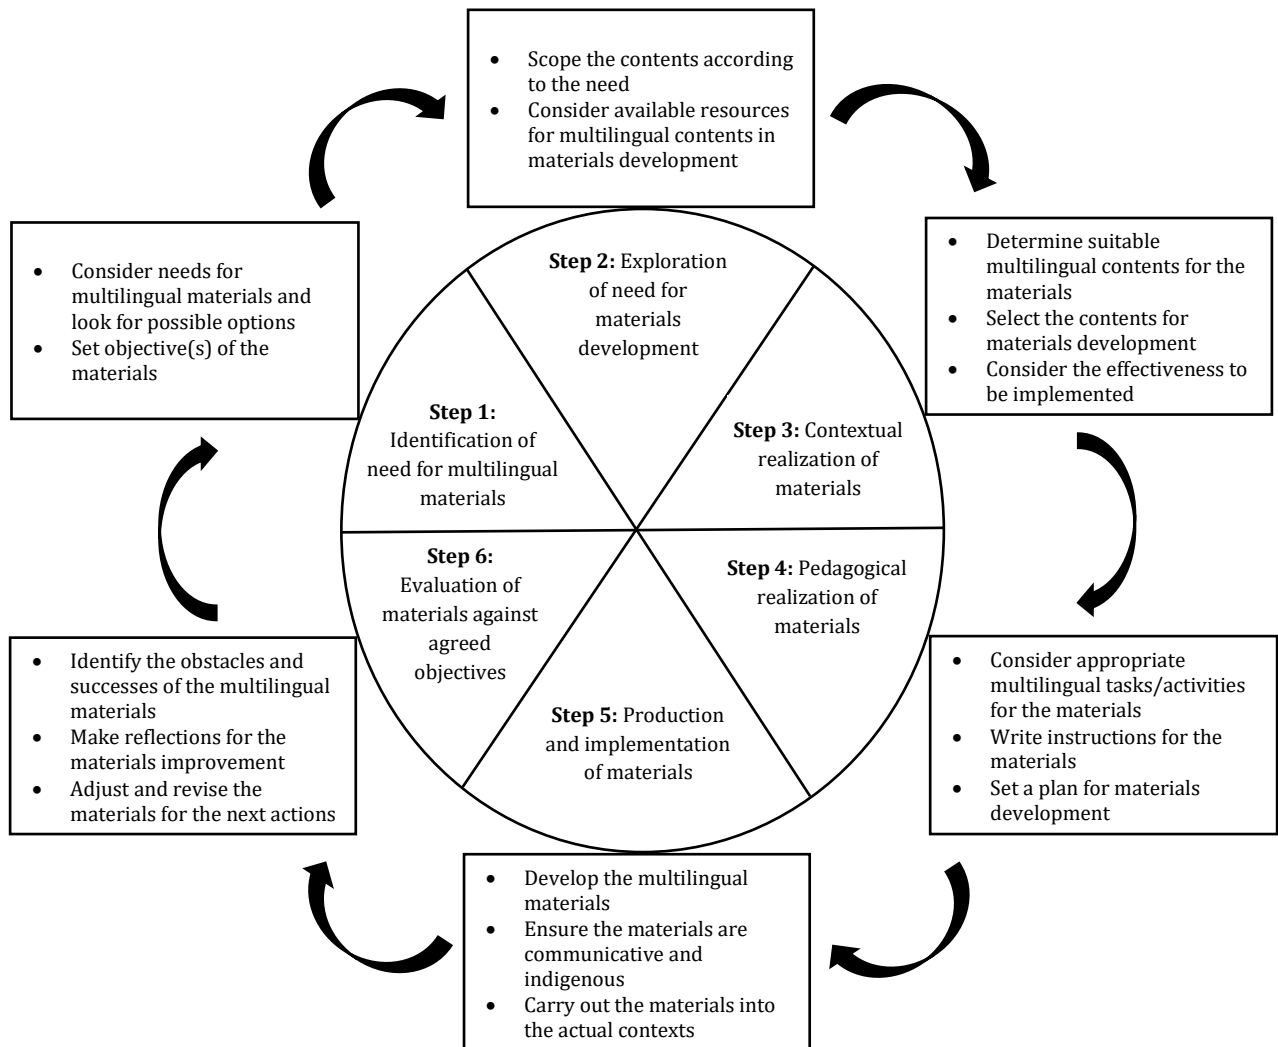 • Scope the contents according
to the need
• Consider available resources
for multilingual contents in
materials development
• Consider needs for
multilingual materials and
look for possible options
• Set objective(s) of the
materials
• Determine suitable
multilingual contents for the
materials
• Select the contents for
materials development
• Consider the effectiveness to
be implemented
Step 2: Exploration
of need for
materials
development
Step 1:
Identification of
need for multilingual
materials
Step 3: Contextual
realization of
materials
Step 6:
Evaluation of
materials against
agreed
objectives
Step 4: Pedagogical
realization of
materials
Step 5: Production
and implementation
of materials
• Identify the obstacles and
successes of the multilingual
materials
• Make reflections for the
materials improvement
• Adjust and revise the
materials for the next actions
• Consider appropriate
multilingual tasks/activities
for the materials
• Write instructions for the
materials
• Set a plan for materials
development
• Develop the multilingual
materials
• Ensure the materials are
communicative and
indigenous
• Carry out the materials into
the actual contexts